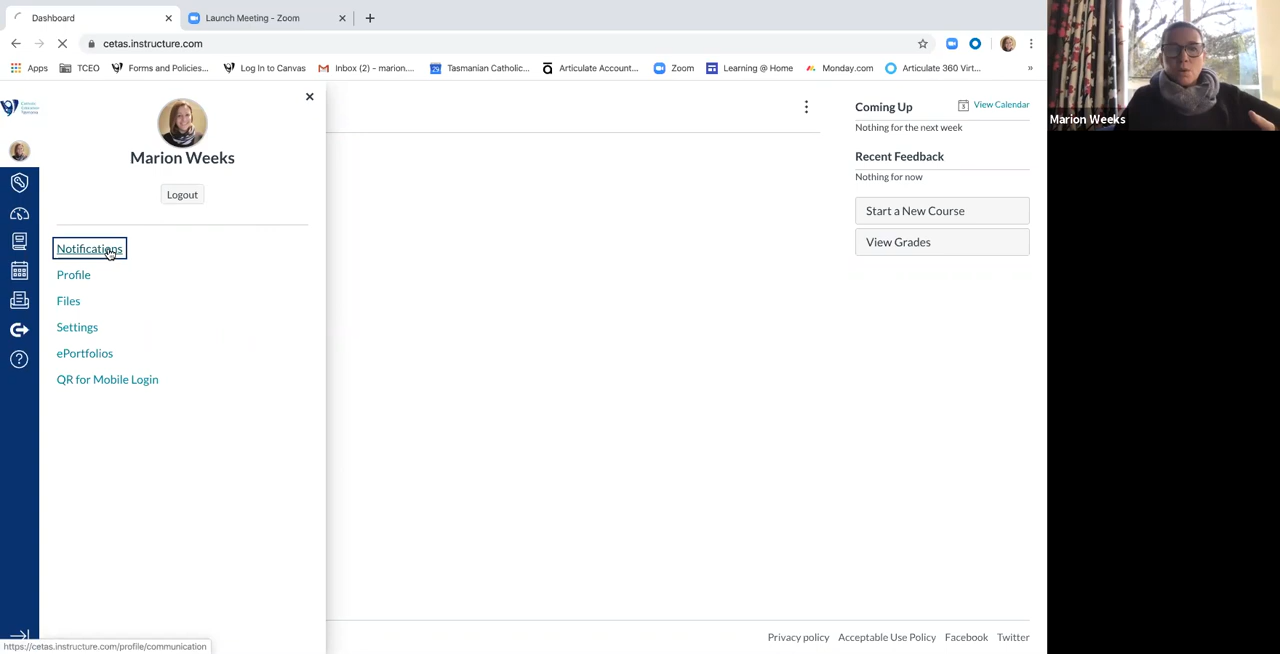 Dashboard
Launch Meeting - Zoom
cetas.instructure.com
Apps
TCEO
Forms and Policies...
Log In to Canvas
Inbox (2) - marion....
Tasmanian Catholic...
Articulate Account...
Zoom
Learning @ Home
Monday.com
Articulate 360 Virt...
»
Marion Weeks
Logout
Notifications
Profile
Files
Settings
ePortfolios
QR for Mobile Login
Coming Up
View Calendar
Nothing for the next week
Recent Feedback
Nothing for now
Start a New Course
View Grades
Privacy policy
Acceptable Use Policy
Facebook
Twitter
https://cetas.instructure.com/profile/communication
Marion Weeks